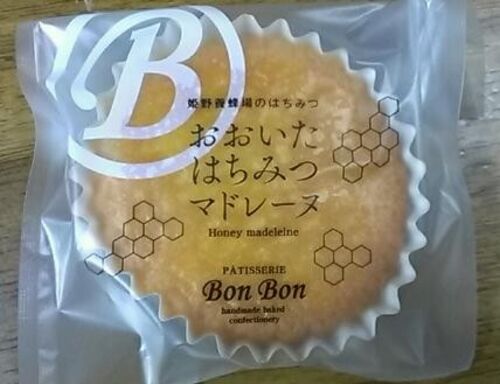 B
姫野養蜂場のはちみつ
おおいた
はちみつ
マドレーヌ
Honey madeleine
PÂTISSERIE
Bon Bon
handmade baked
confectionery